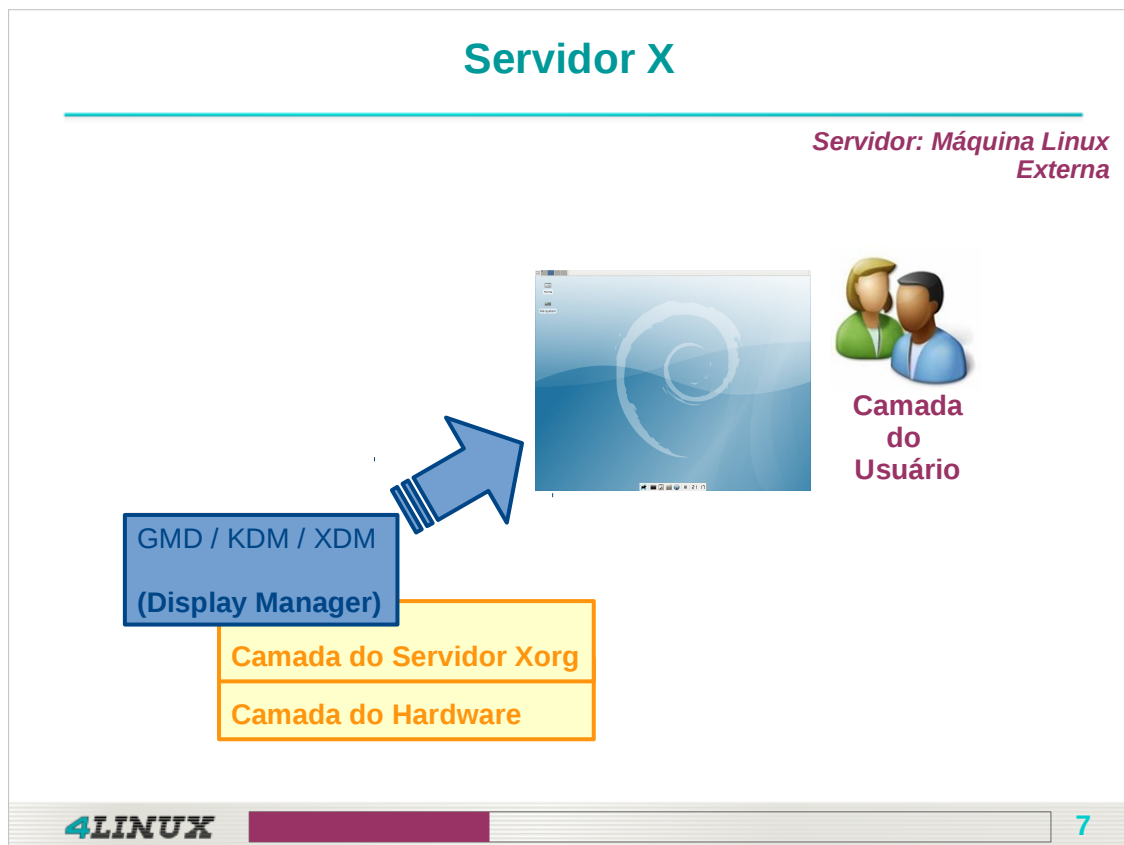 Servidor X
Servidor: Máquina Linux
Externa
Camada
do
Usuário
GMD / KDM / XDM
(Display Manager)
Camada do Servidor Xorg
Camada do Hardware
4LINUX
7